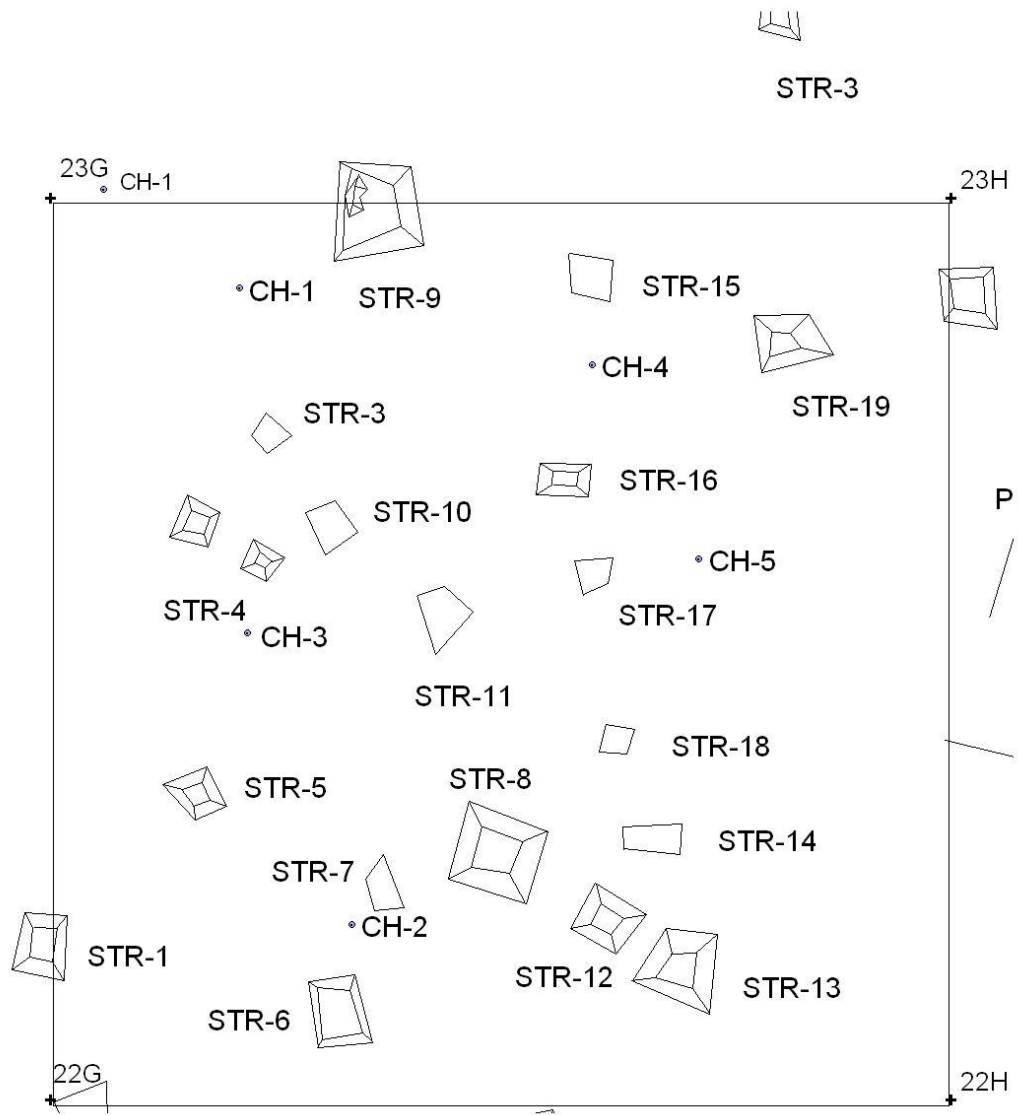 STR-3
23G
CH-1
23H
CH-1
STR-9
STR-15
CH-4
STR-19
STR-3
STR-16
STR-10
P
CH-5
STR-4
STR-17
CH-3
STR-11
STR-18
STR-8
STR-5
STR-14
STR-7
CH-2
STR-1
STR-12
STR-13
STR-6
22G
22H